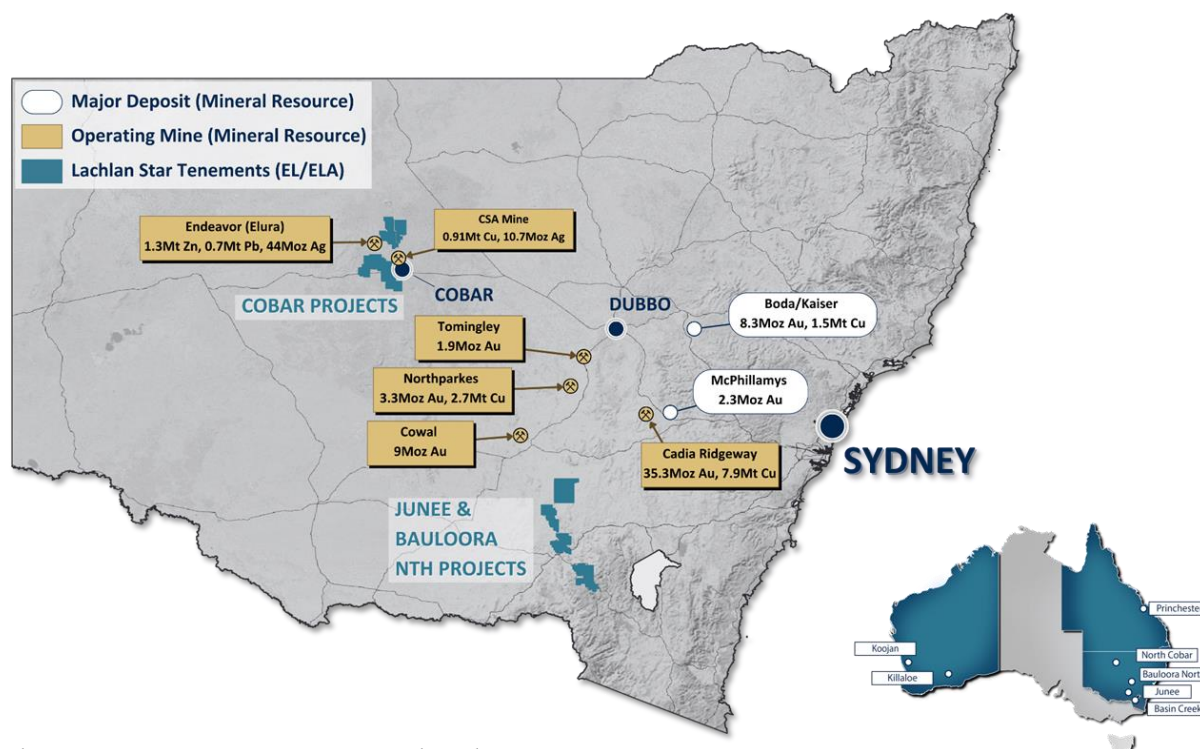 Major Deposit (Mineral Resource)
Operating Mine (Mineral Resource)
Lachlan Star Tenements (EL/ELA)
Endeavor (Elura)
1.3Mt Zn, 0.7Mt Pb, 44Moz Ag
CSA Mine
0.91Mt Cu, 10.7Moz Ag
COBAR PROJECTS
COBAR
DUBBO
Boda/Kaiser
8.3Moz Au, 1.5Mt Cu
Tomingley
1.9Moz Au
Northparkes
3.3Moz Au, 2.7Mt Cu
McPhillamys
2.3Moz Au
Cowal
9Moz Au
Cadia Ridgeway
35.3Moz Au, 7.9Mt Cu
SYDNEY
JUNEE &
BAULOORA
NTH PROJECTS
Princhester
Koojan
Killaloe
North Cobar
Bauloora North
Junee
Basin Creek